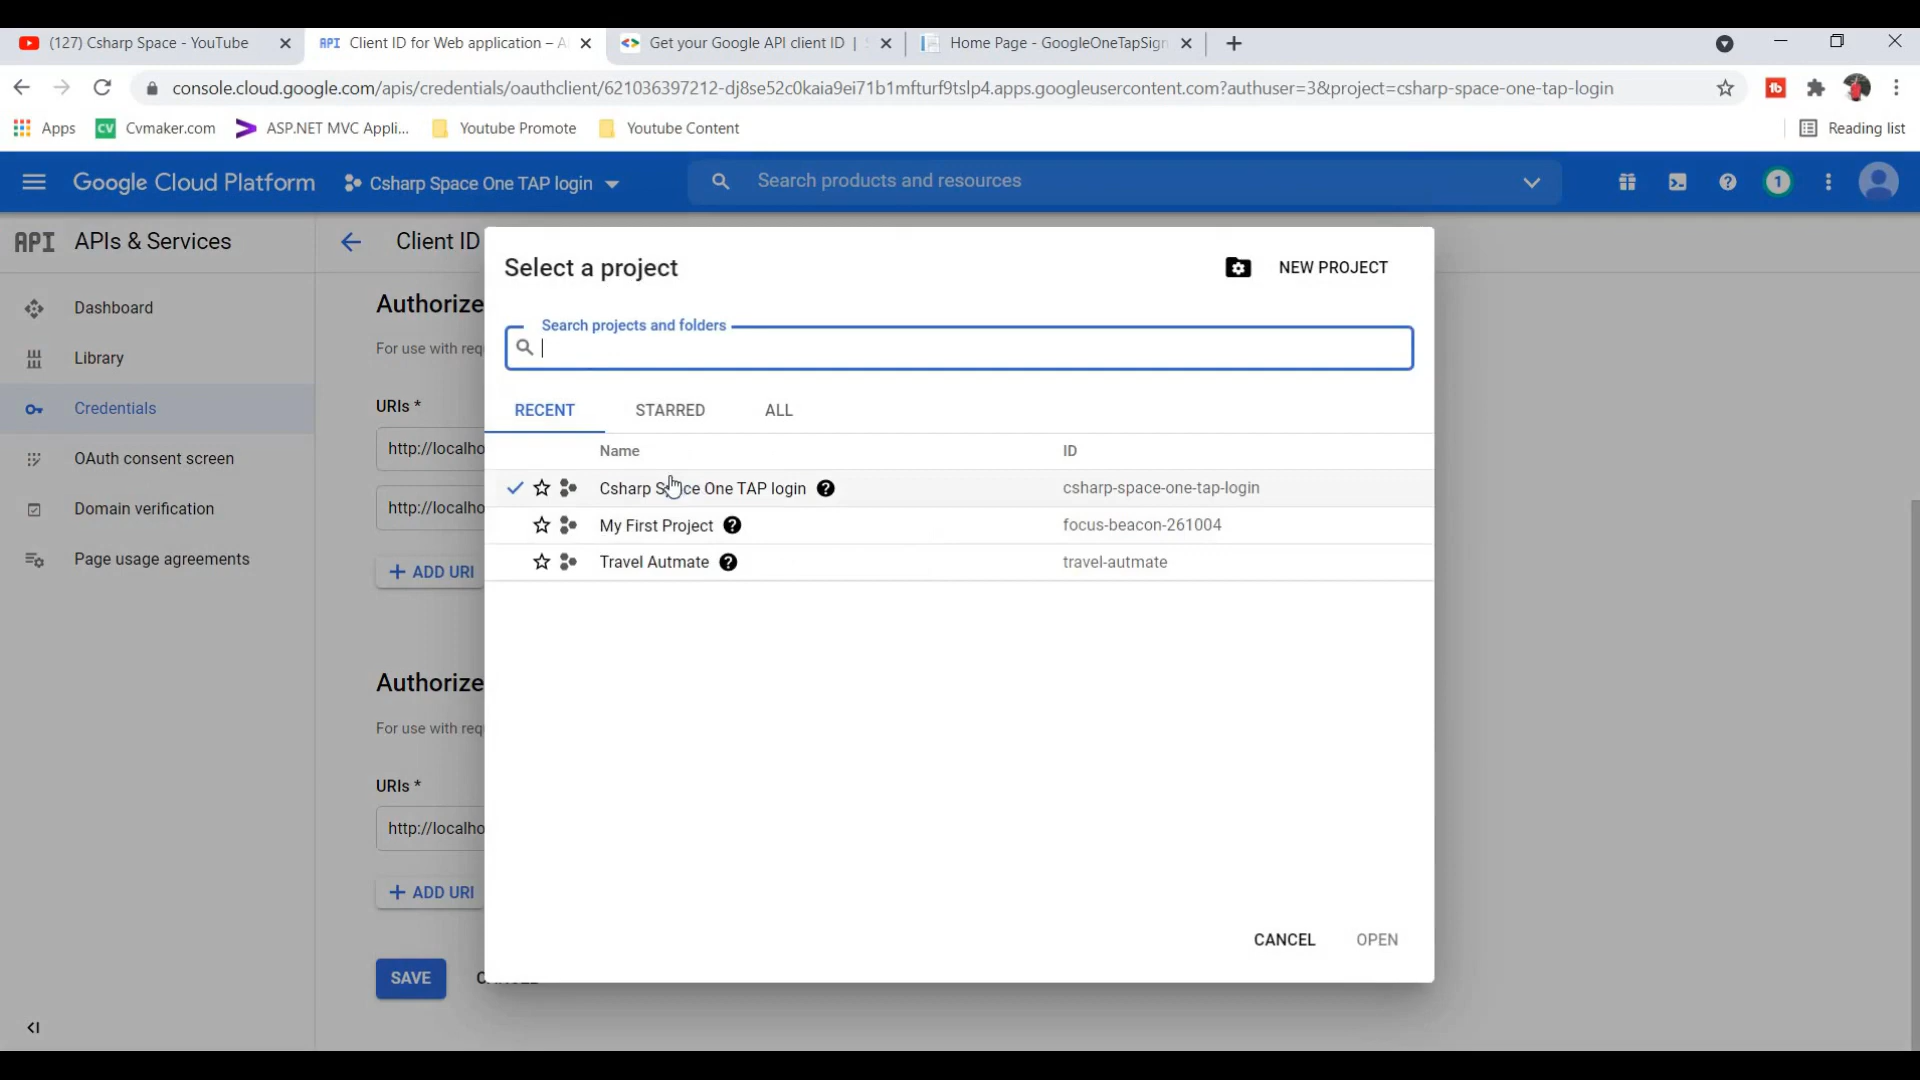 (127) Csharp Space - YouTube
API Client ID for Web application – A
Get your Google API client ID |
Home Page - GoogleOneTapSign
console.cloud.google.com/apis/credentials/oauthclient/621036397212-dj8se52c0kaia9ei71b1mfturf9tslp4.apps.googleusercontent.com?authuser=3&project=csharp-space-one-tap-login
Apps
CV Cvmaker.com
ASP.NET MVC Appli...
Youtube Promote
Youtube Content
Reading list
Google Cloud Platform
Csharp Space One TAP login
Search products and resources
1
API APIs & Services
Client ID
Dashboard
Library
Credentials
OAuth consent screen
Domain verification
Page usage agreements
Authorize
For use with req
URIs *
http://localho
http://localho
ADD URI
Authorize
For use with req
URIs *
http://localho
ADD URI
SAVE
Select a project
NEW PROJECT
Search projects and folders
RECENT
STARRED
ALL
Name
ID
Csharp Space One TAP login
csharp-space-one-tap-login
My First Project
focus-beacon-261004
Travel Autmate
travel-autmate
CANCEL
OPEN